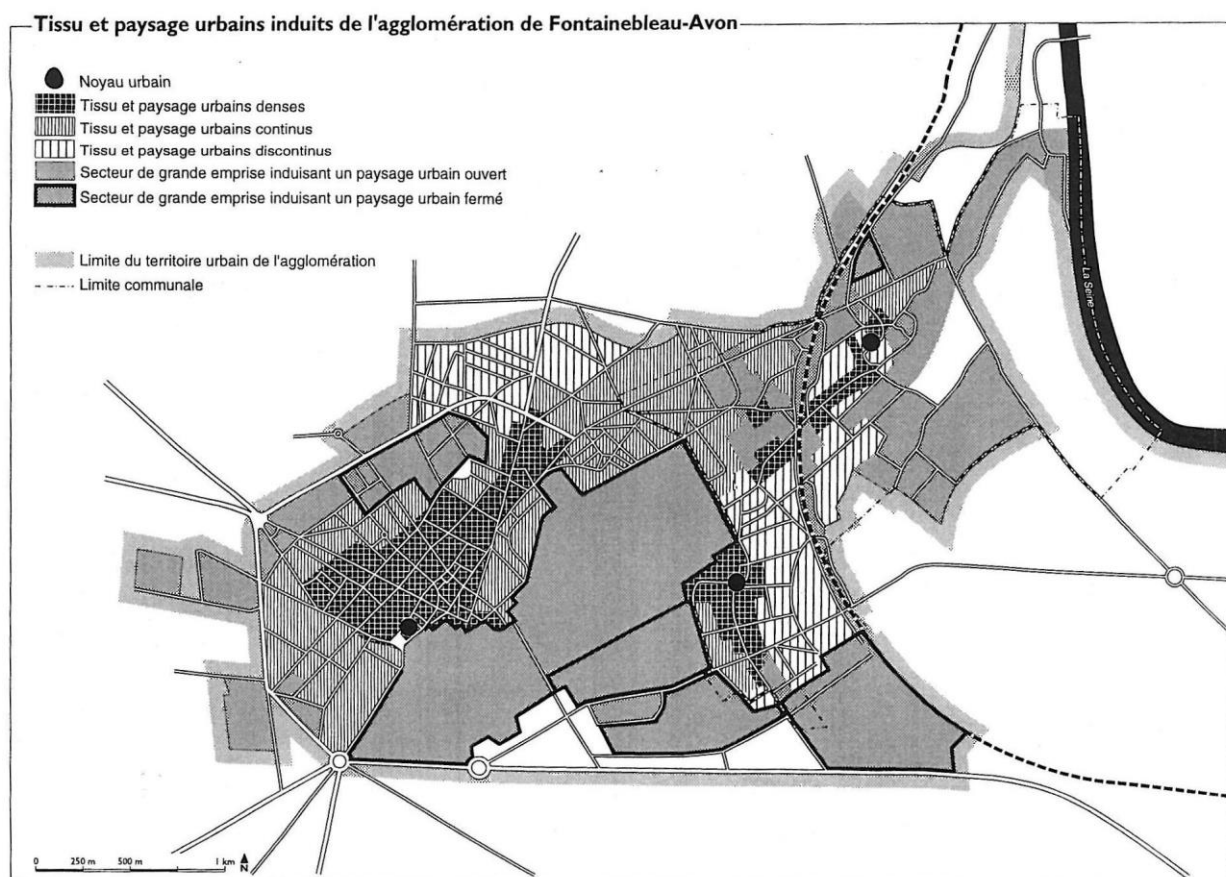 Tissu et paysage urbains induits de l'agglomération de Fontainebleau-Avon
Noyau urbain
Tissu et paysage urbains denses
Tissu et paysage urbains continus
Tissu et paysage urbains discontinus
Secteur de grande emprise induisant un paysage urbain ouvert
Secteur de grande emprise induisant un paysage urbain fermé
Limite du territoire urbain de l'agglomération
Limite communale
La Seine
0 250 m 500 m 1 km N